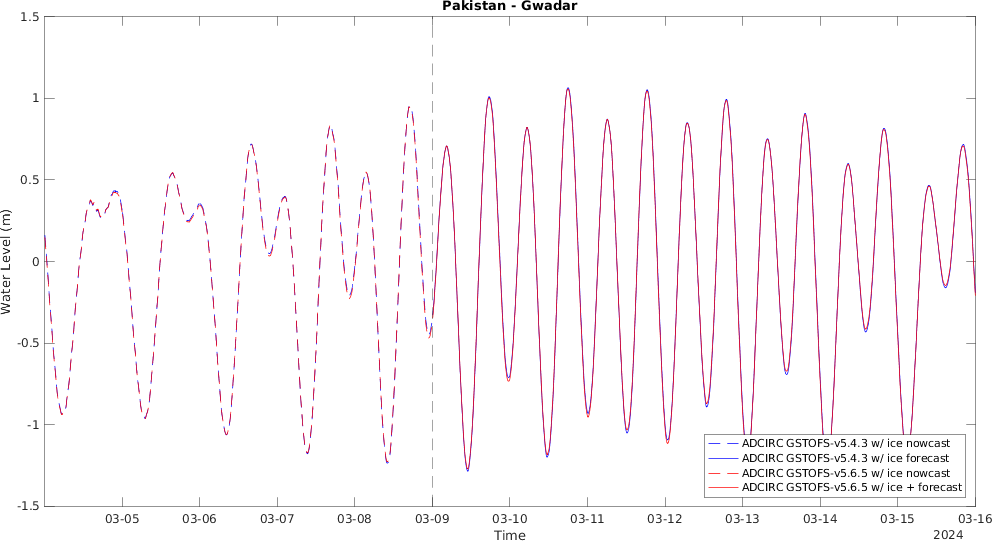 Pakistan - Gwadar
1.5
1
0.5
0
-0.5
-1
-1.5
Water Level (m)
ADCIRC GSTOFS-v5.4.3 w/ ice nowcast
ADCIRC GSTOFS-v5.4.3 w/ ice forecast
ADCIRC GSTOFS-v5.6.5 w/ ice nowcast
ADCIRC GSTOFS-v5.6.5 w/ ice + forecast
03-05 03-06 03-07 03-08 03-09 03-10 03-11 03-12 03-13 03-14 03-15 03-16
Time
2024